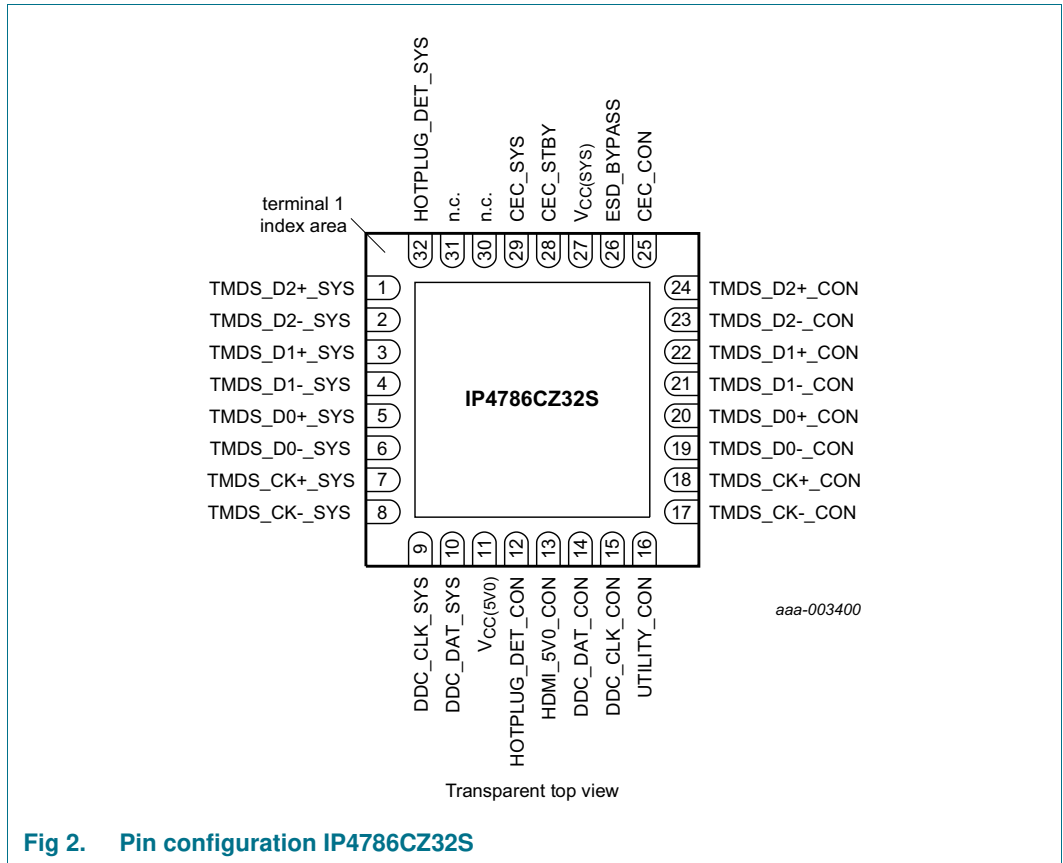 HOTPLUG_DET_SYS
n.c.
n.c.
CEC_SYS
CEC_STBY
VCC(SYS)
ESD_BYPASS
CEC_CON
terminal 1
index area
32
31
30
29
28
27
26
25
TMDS_D2+_SYS 1
TMDS_D2-_SYS 2
TMDS_D1+_SYS 3
TMDS_D1-_SYS 4
TMDS_D0+_SYS 5
TMDS_D0-_SYS 6
TMDS_CK+_SYS 7
TMDS_CK-_SYS 8
IP4786CZ32S
24 TMDS_D2+_CON
23 TMDS_D2-_CON
22 TMDS_D1+_CON
21 TMDS_D1-_CON
20 TMDS_D0+_CON
19 TMDS_D0-_CON
18 TMDS_CK+_CON
17 TMDS_CK-_CON
9
10
11
12
13
14
15
16
DDC_CLK_SYS
DDC_DAT_SYS
VCC(5V0)
HOTPLUG_DET_CON
HDMI_5V0_CON
DDC_DAT_CON
DDC_CLK_CON
UTILITY_CON
aaa-003400
Transparent top view
Fig 2. Pin configuration IP4786CZ32S